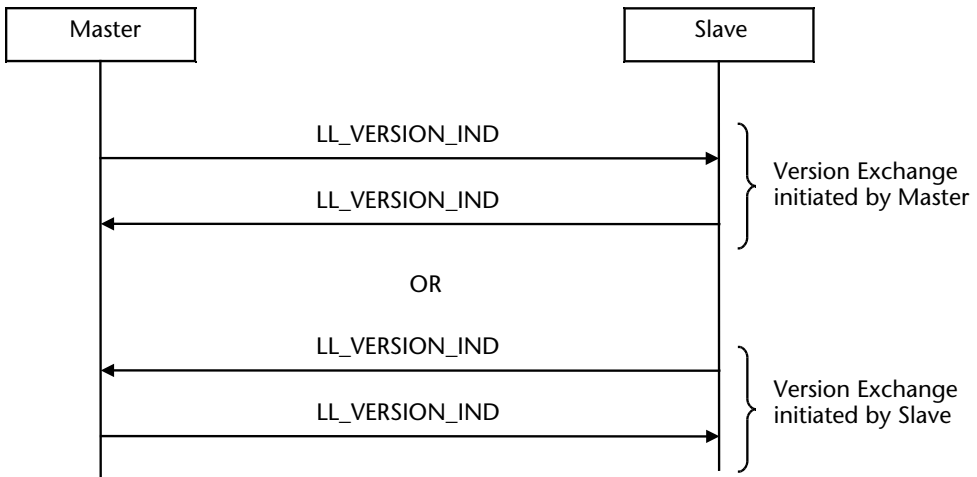 Master
Slave
LL_VERSION_IND
LL_VERSION_IND
Version Exchange
initiated by Master
OR
LL_VERSION_IND
LL_VERSION_IND
Version Exchange
initiated by Slave